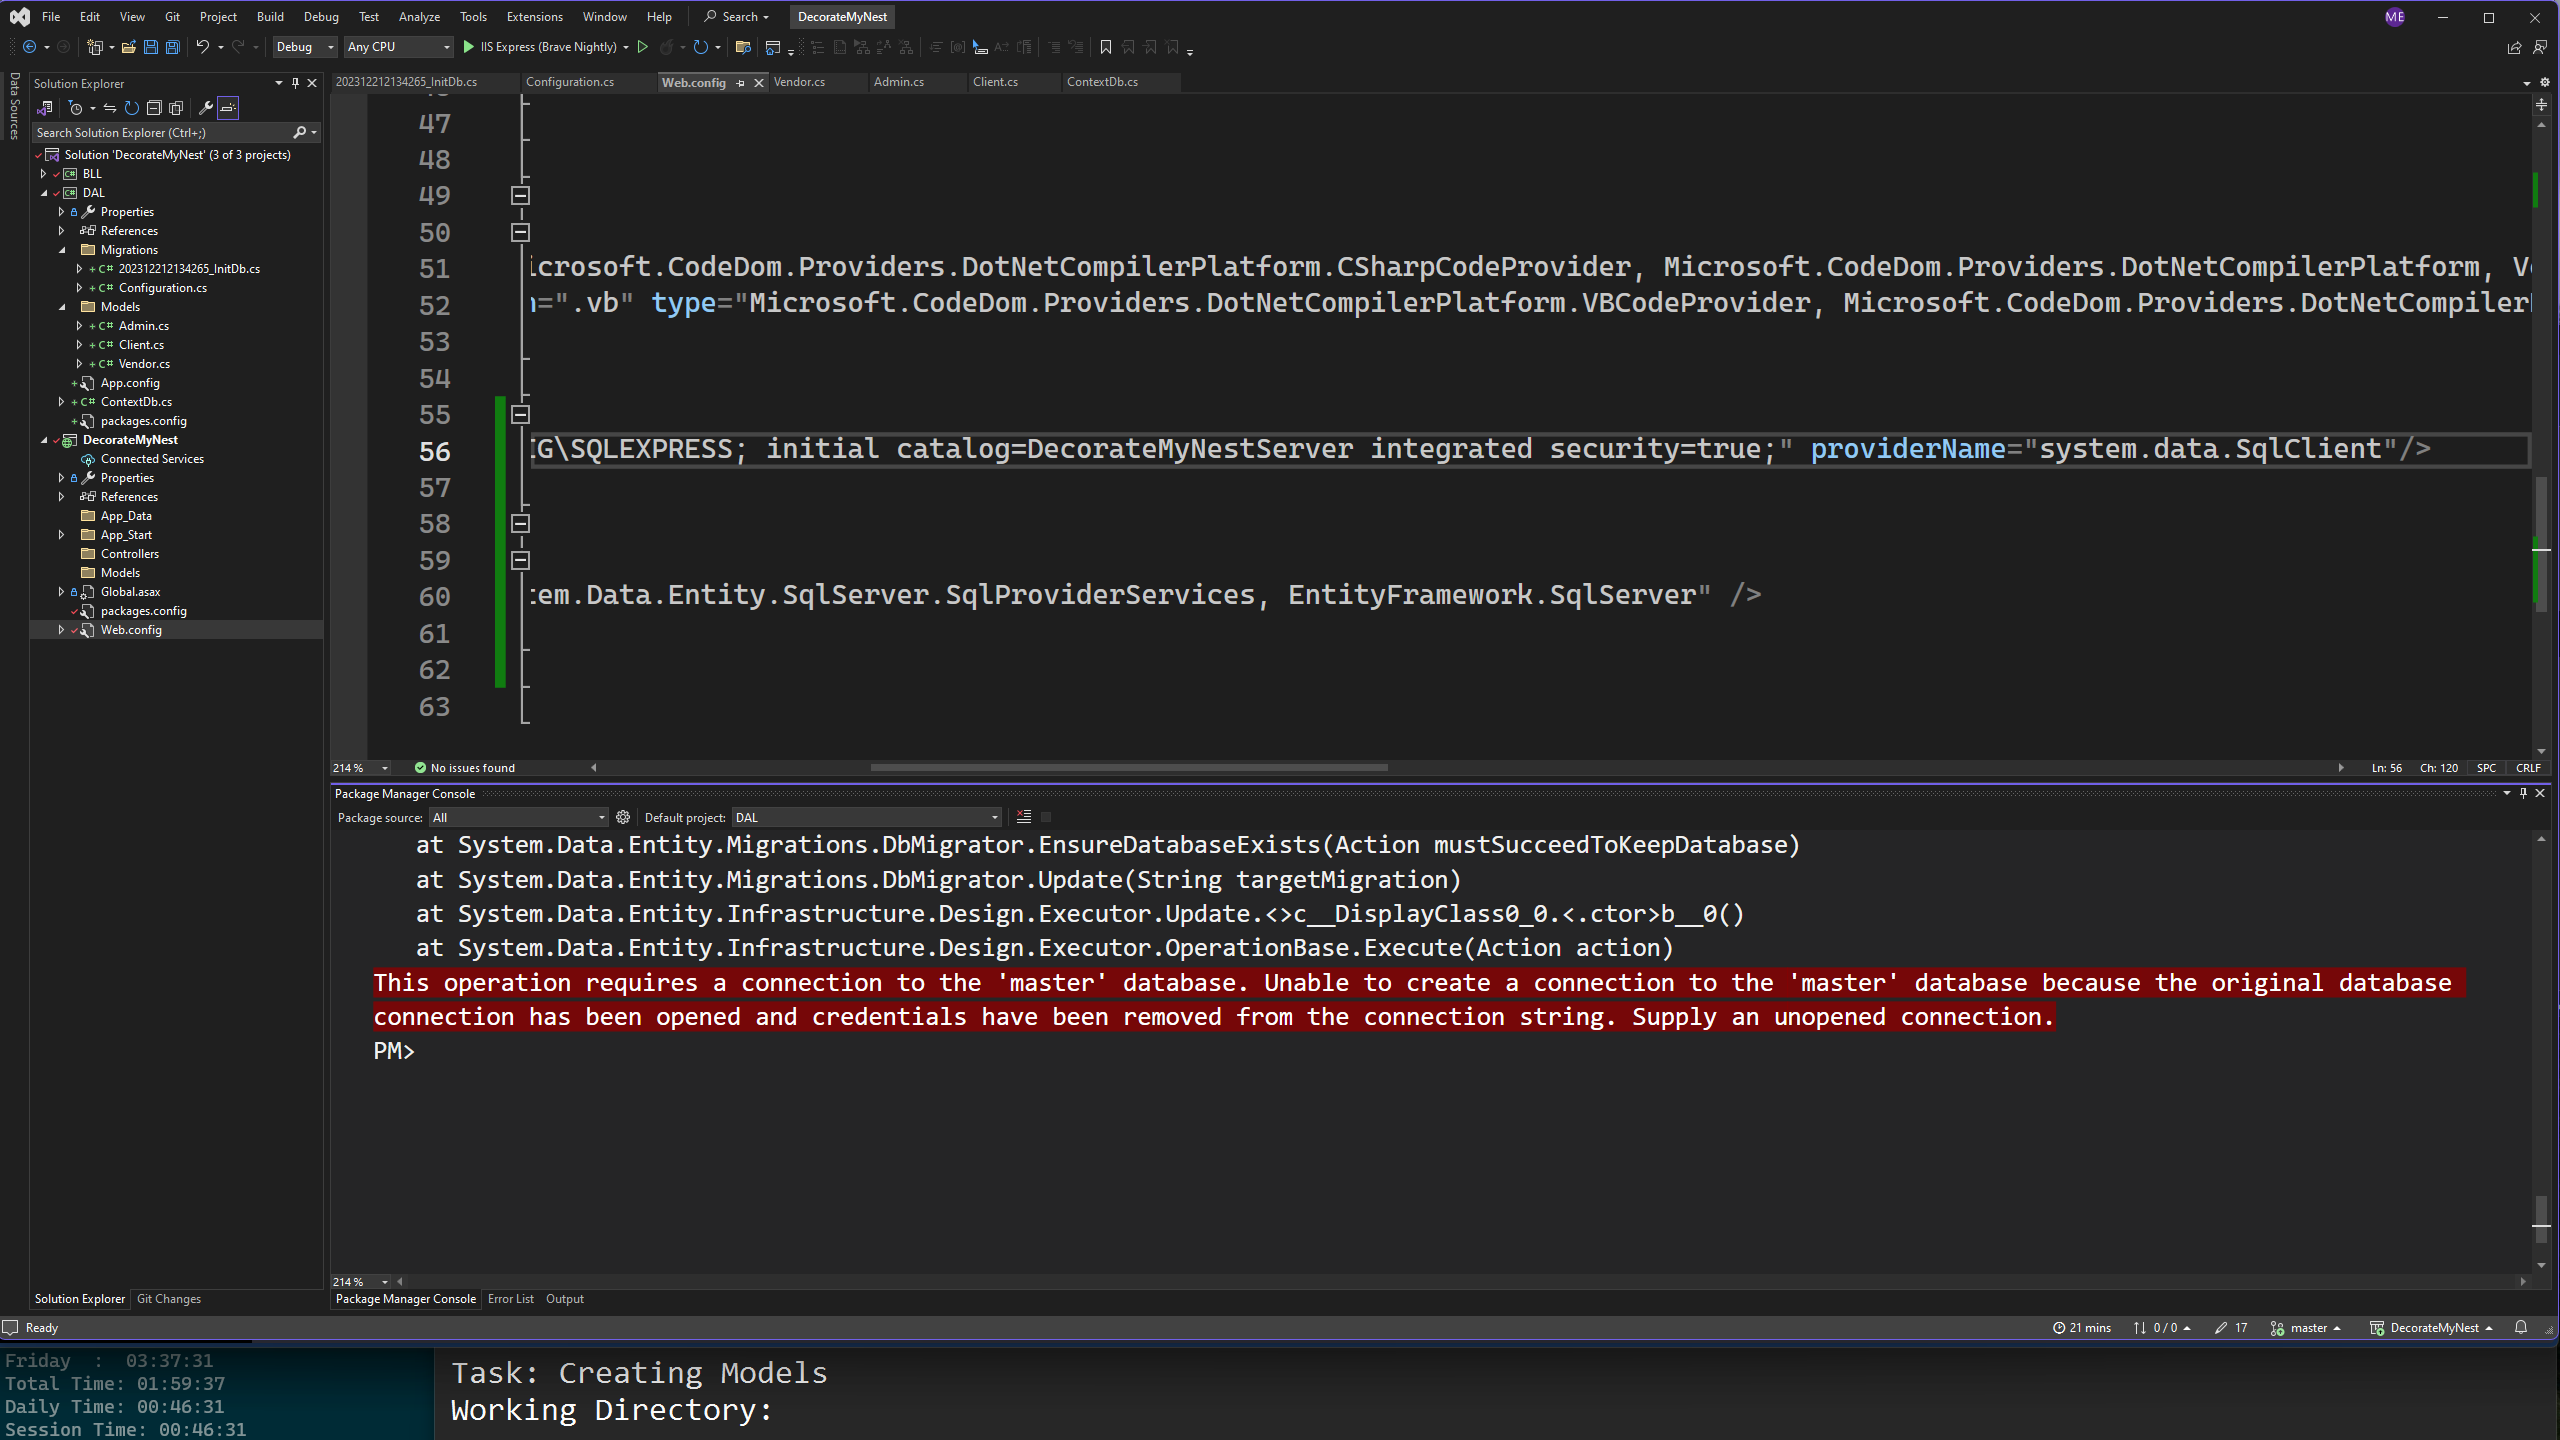 File Edit View Git Project Build Debug Test Analyze Tools Extensions Window Help Search DecorateMyNest ME
Debug Any CPU IIS Express (Brave Nightly)
Data Sources
Solution Explorer
Search Solution Explorer (Ctrl+;)
Solution 'DecorateMyNest' (3 of 3 projects)
BLL
DAL
Properties
References
Migrations
202312212134265_InitDb.cs
Configuration.cs
Models
Admin.cs
Client.cs
Vendor.cs
App.config
ContextDb.cs
packages.config
DecorateMyNest
Connected Services
Properties
References
App_Data
App_Start
Controllers
Models
Global.asax
packages.config
Web.config
Solution Explorer Git Changes
202312212134265_InitDb.cs Configuration.cs Web.config Vendor.cs Admin.cs Client.cs ContextDb.cs
47
48
49
50
51 icrosoft.CodeDom.Providers.DotNetCompilerPlatform.CSharpCodeProvider, Microsoft.CodeDom.Providers.DotNetCompilerPlatform, Ve
52 n=".vb" type="Microsoft.CodeDom.Providers.DotNetCompilerPlatform.VBCodeProvider, Microsoft.CodeDom.Providers.DotNetCompiler
53
54
55
56 IG\SQLEXPRESS; initial catalog=DecorateMyNestServer integrated security=true;" providerName="system.data.SqlClient"/>
57
58
59
60 tem.Data.Entity.SqlServer.SqlProviderServices, EntityFramework.SqlServer" />
61
62
63
214 % No issues found Ln: 56 Ch: 120 SPC CRLF
Package Manager Console
Package source: All Default project: DAL
at System.Data.Entity.Migrations.DbMigrator.EnsureDatabaseExists(Action mustSucceedToKeepDatabase)
at System.Data.Entity.Migrations.DbMigrator.Update(String targetMigration)
at System.Data.Entity.Infrastructure.Design.Executor.Update.<>c__DisplayClass0_0.<.ctor>b__0()
at System.Data.Entity.Infrastructure.Design.Executor.OperationBase.Execute(Action action)
This operation requires a connection to the 'master' database. Unable to create a connection to the 'master' database because the original database
connection has been opened and credentials have been removed from the connection string. Supply an unopened connection.
PM>
214 %
Package Manager Console Error List Output
Ready 21 mins 0 / 0 17 master DecorateMyNest
Friday : 03:37:31
Total Time: 01:59:37
Daily Time: 00:46:31
Session Time: 00:46:31
Task: Creating Models
Working Directory: